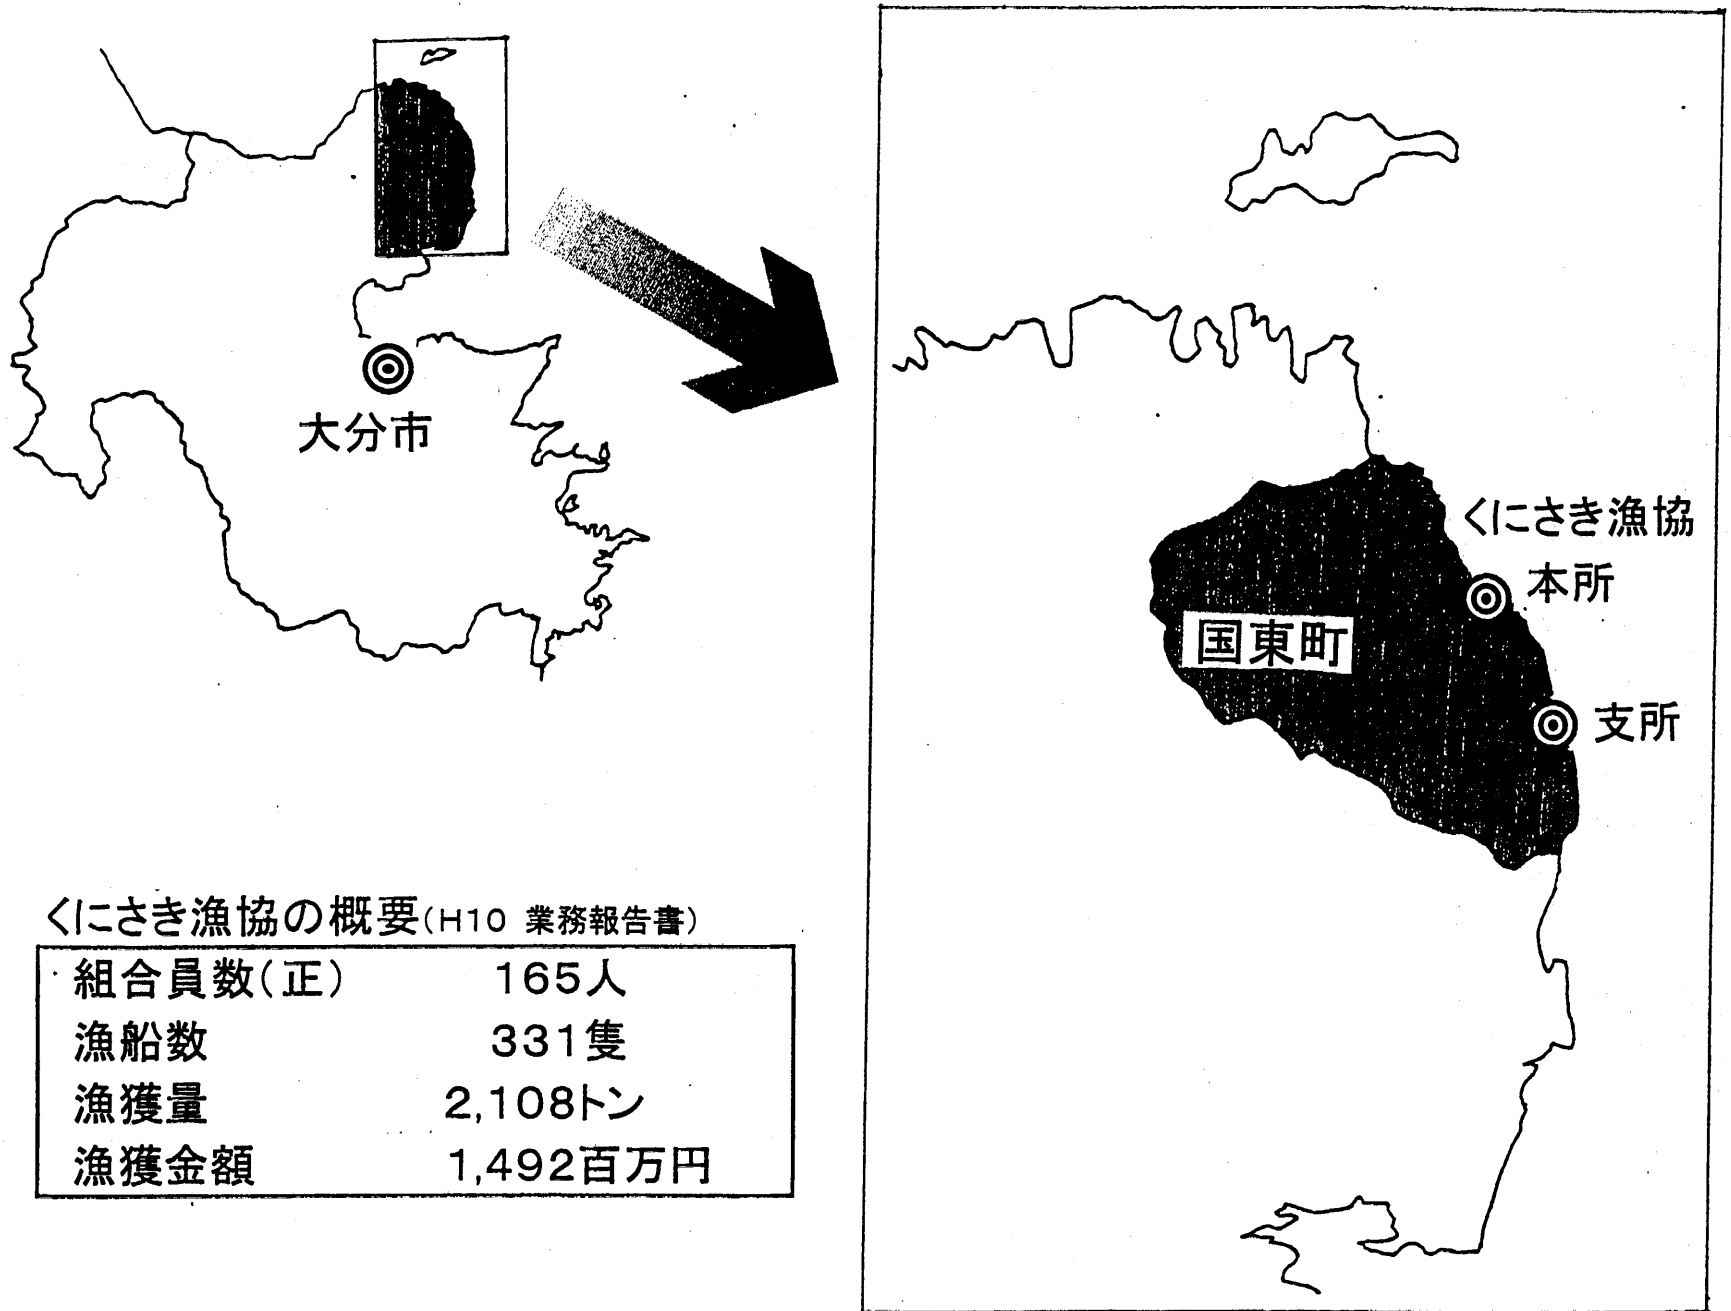 大分市
くにさき漁協
本所
国東町
支所
くにさき漁協の概要(H10 業務報告書)
組合員数(正) 165人
漁船数 331隻
漁獲量 2,108トン
漁獲金額 1,492百万円